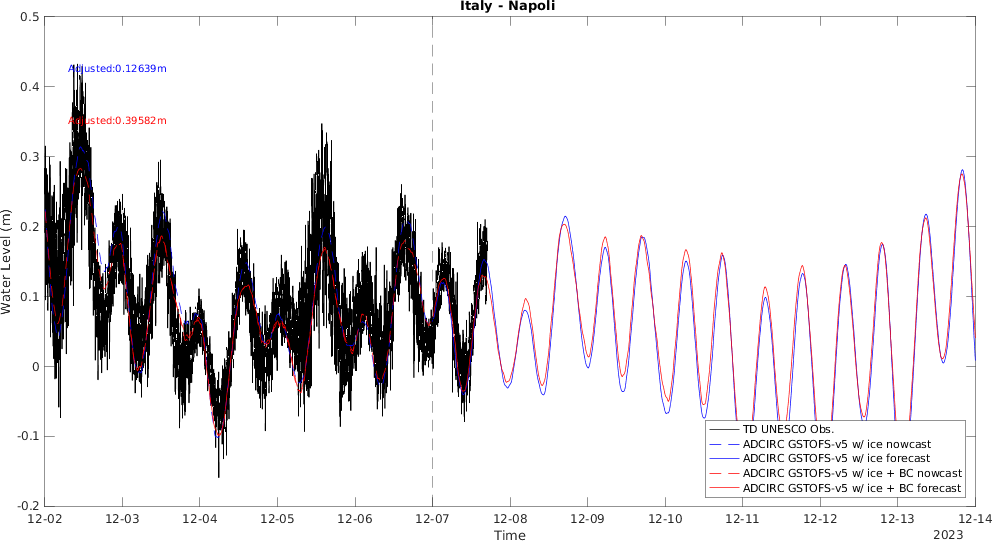 Italy - Napoli
0.5
0.4
0.3
0.2
0.1
0
-0.1
-0.2
Water Level (m)
Adjusted:0.12639m
Adjusted:0.39582m
TD UNESCO Obs.
ADCIRC GSTOFS-v5 w/ ice nowcast
ADCIRC GSTOFS-v5 w/ ice forecast
ADCIRC GSTOFS-v5 w/ ice + BC nowcast
ADCIRC GSTOFS-v5 w/ ice + BC forecast
12-02 12-03 12-04 12-05 12-06 12-07 12-08 12-09 12-10 12-11 12-12 12-13 12-14
Time
2023